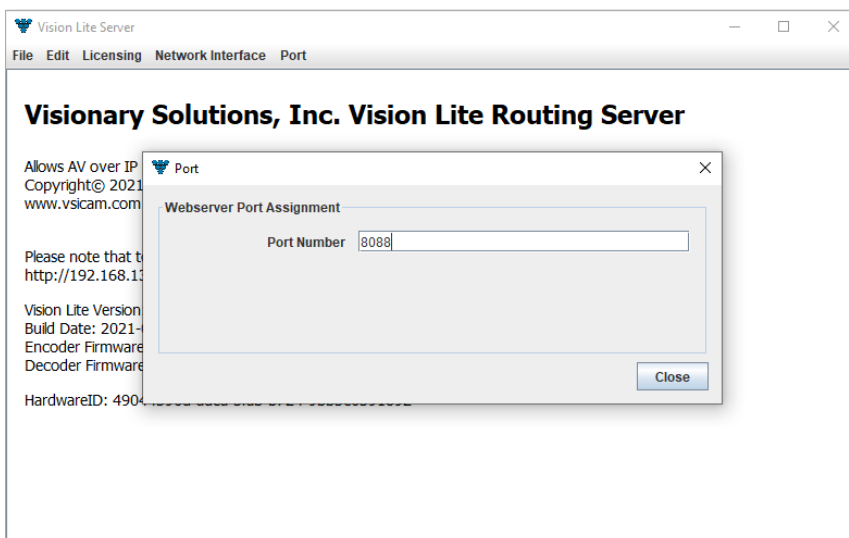 Vision Lite Server
File Edit Licensing Network Interface Port
Visionary Solutions, Inc. Vision Lite Routing Server
Allows AV over IP
Copyright© 2021
www.vsicam.com
Please note that
http://192.168.13
Vision Lite Version
Build Date: 2021-
Encoder Firmware
Decoder Firmware
HardwareID:
Port
Webserver Port Assignment
Port Number 8088
Close